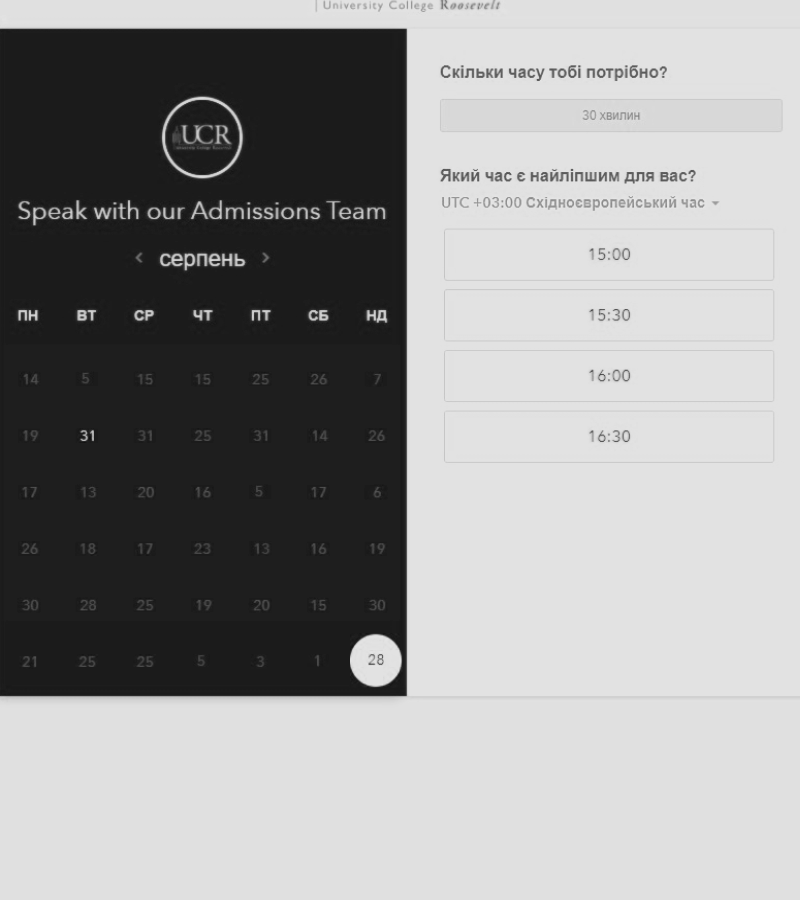 | University College Roosevelt
UCR
Speak with our Admissions Team
серпень
ПН ВТ СР ЧТ ПТ СБ НД
14 5 15 15 25 26 7
19 31 31 25 31 14 26
17 13 20 16 5 17 6
26 18 17 23 13 16 19
30 28 25 19 20 15 30
21 25 25 5 3 1 28
Скільки часу тобі потрібно?
30 хвилин
Який час є найліпшим для вас?
UTC +03:00 Східноєвропейський час
15:00
15:30
16:00
16:30